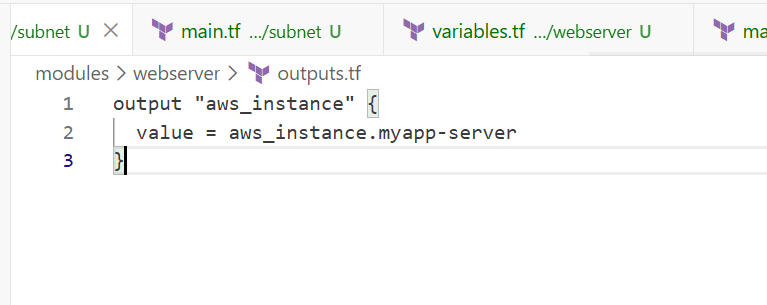 /subnet U main.tf .../subnet U variables.tf .../webserver U ma
modules > webserver > outputs.tf
1 output "aws_instance" {
2 value = aws_instance.myapp-server
3 }